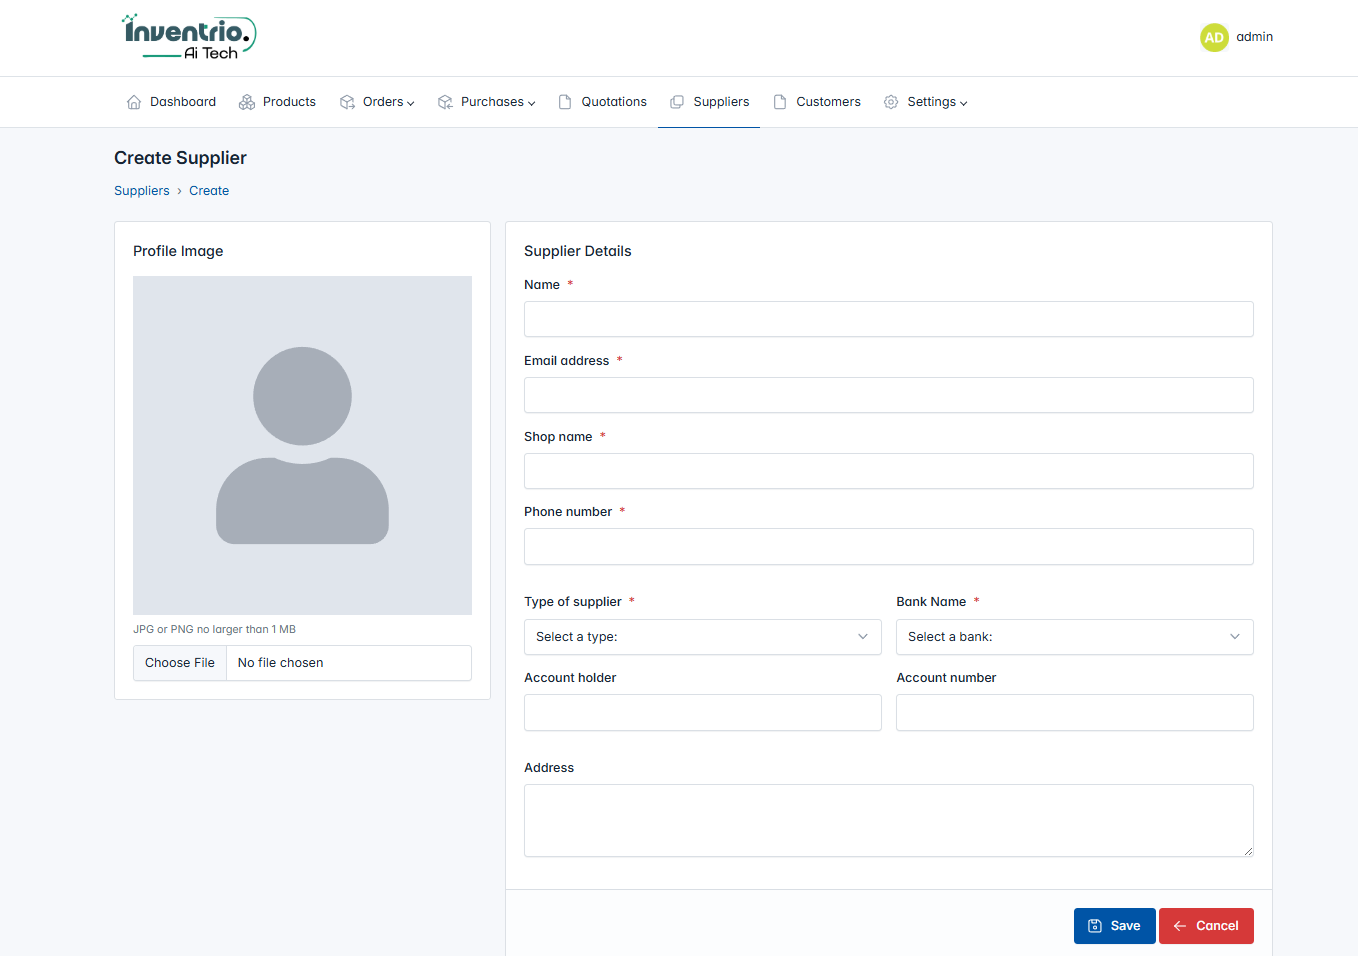 inventrio.
Ai Tech
AD admin
Dashboard Products Orders Purchases Quotations Suppliers Customers Settings
Create Supplier
Suppliers › Create
Profile Image
JPG or PNG no larger than 1 MB
Choose File No file chosen
Supplier Details
Name *
Email address *
Shop name *
Phone number *
Type of supplier * Bank Name *
Select a type: Select a bank:
Account holder Account number
Address
Save Cancel